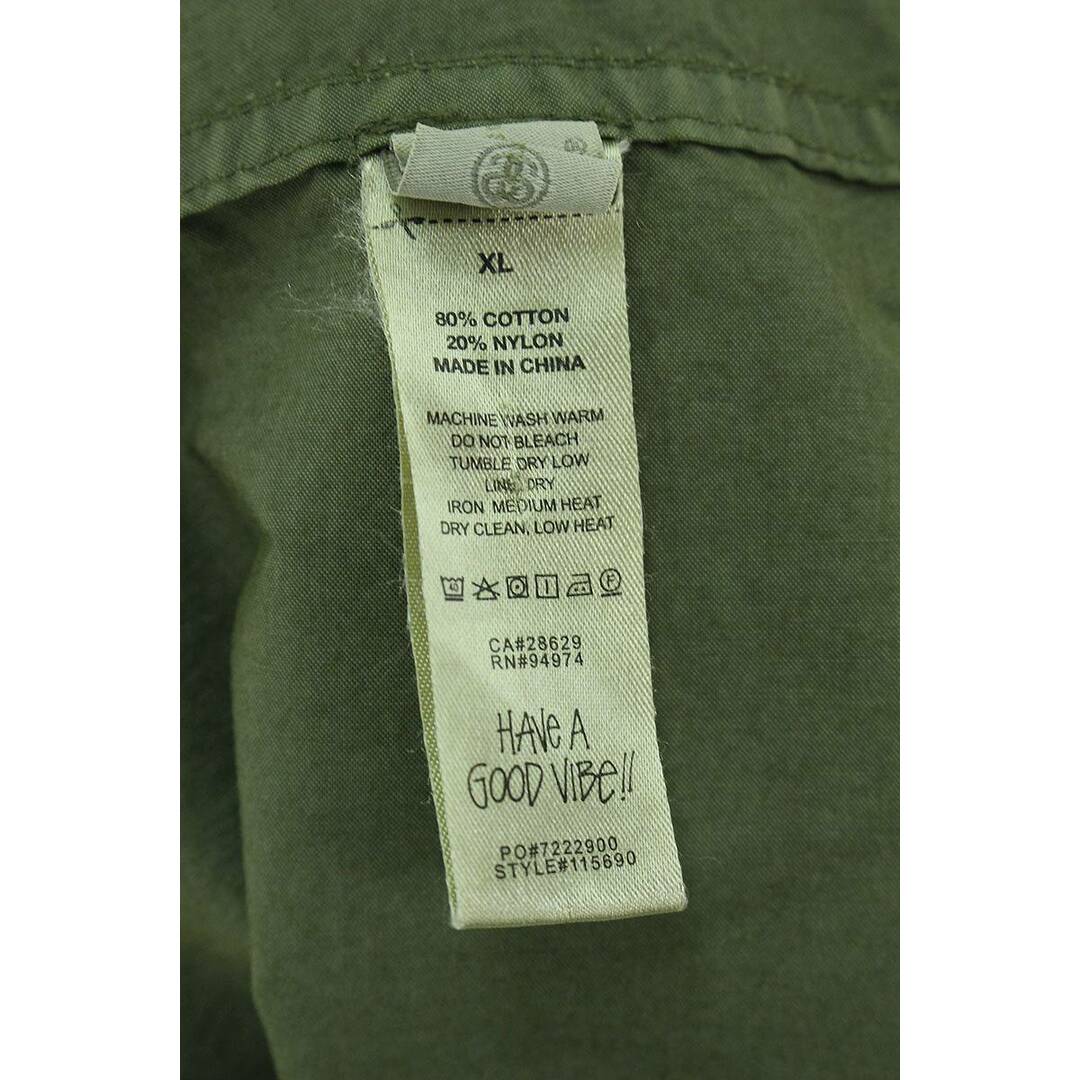 XL
80% COTTON
20% NYLON
MADE IN CHINA
MACHINE WASH WARM
DO NOT BLEACH
TUMBLE DRY LOW
LINE DRY
IRON MEDIUM HEAT
DRY CLEAN, LOW HEAT
CA#28629
RN#94974
HAVe A
GOOD VIBe!!
PO#7222900
STYLE#115690